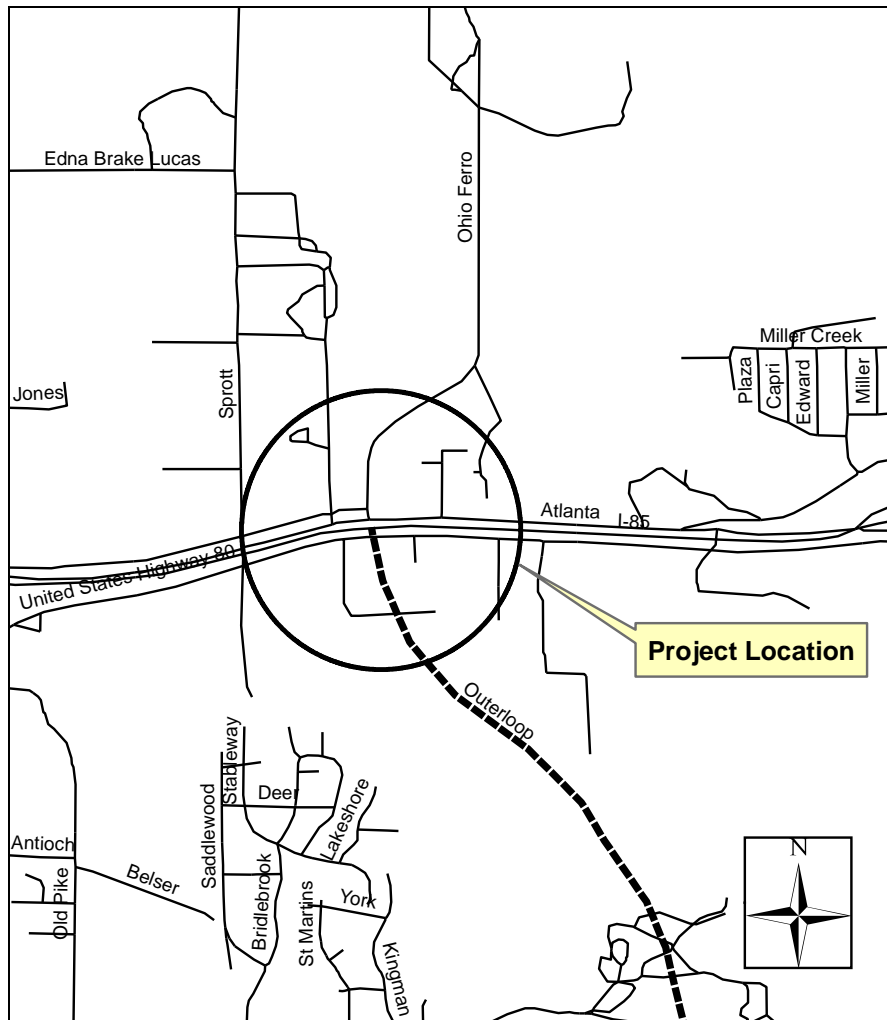 Edna Brake Lucas
Ohio Ferro
Miller Creek
Plaza
Capri
Edward
Miller
Jones
Sprott
Atlanta
I-85
United States Highway 80
Project Location
Outerloop
Stableway
Saddlewood
Deer
Lakeshore
Antioch
Old Pike
Belser
Bridlebrook
St Martins
York
Kingman
N